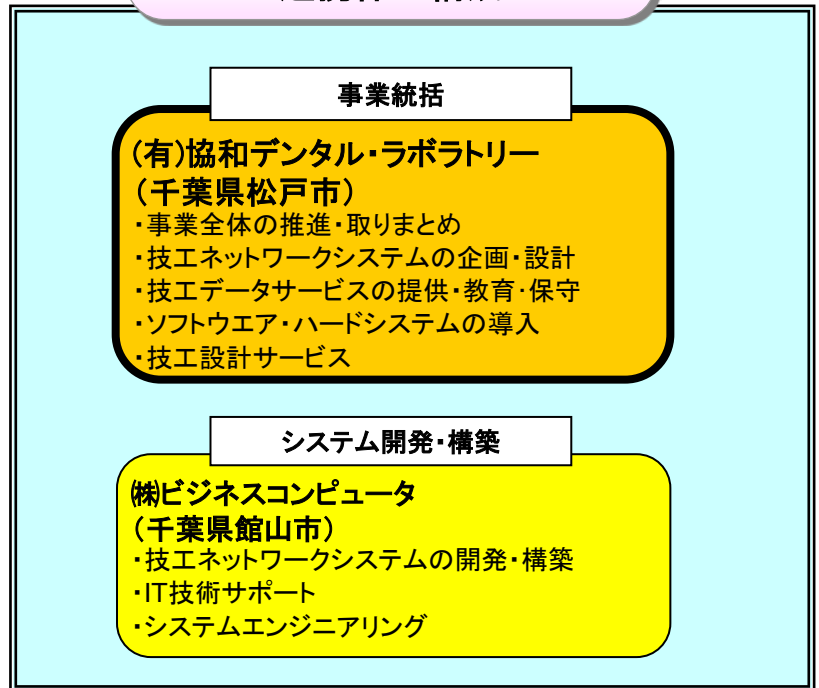 事業統括
(有)協和デンタル・ラボラトリー
(千葉県松戸市)
・事業全体の推進・取りまとめ
・技工ネットワークシステムの企画・設計
・技工データサービスの提供・教育・保守
・ソフトウエア・ハードシステムの導入
・技工設計サービス
システム開発・構築
㈱ビジネスコンピュータ
(千葉県館山市)
・技工ネットワークシステムの開発・構築
・IT技術サポート
・システムエンジニアリング